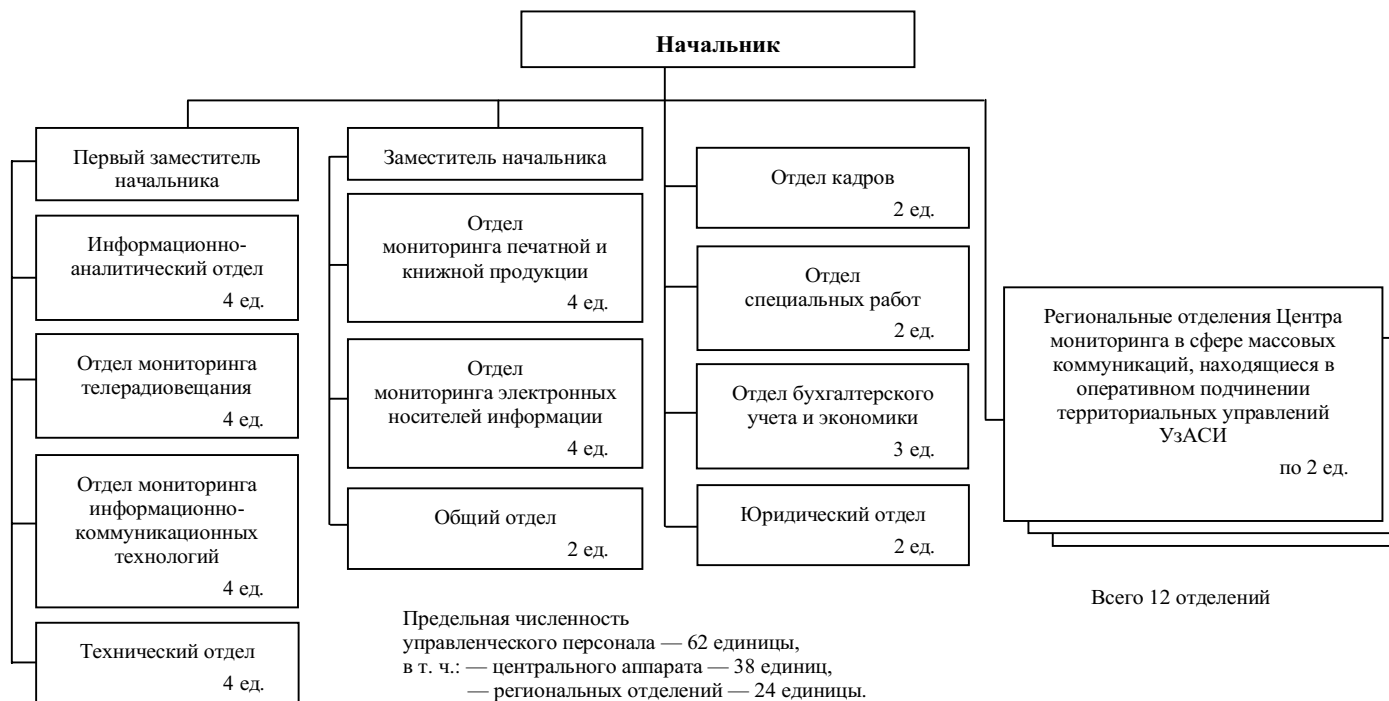 Начальник
Первый заместитель
начальника
Информационно-
аналитический отдел
4 ед.
Отдел мониторинга
телерадиовещания
4 ед.
Отдел мониторинга
информационно-
коммуникационных
технологий
4 ед.
Технический отдел
4 ед.
Заместитель начальника
Отдел
мониторинга печатной и
книжной продукции
4 ед.
Отдел
мониторинга электронных
носителей информации
4 ед.
Общий отдел
2 ед.
Отдел кадров
2 ед.
Отдел
специальных работ
2 ед.
Отдел бухгалтерского
учета и экономики
3 ед.
Юридический отдел
2 ед.
Региональные отделения Центра
мониторинга в сфере массовых
коммуникаций, находящиеся в
оперативном подчинении
территориальных управлений
УзАСИ
по 2 ед.
Всего 12 отделений
Предельная численность
управленческого персонала — 62 единицы,
в т. ч.: — центрального аппарата — 38 единиц,
— региональных отделений — 24 единицы.